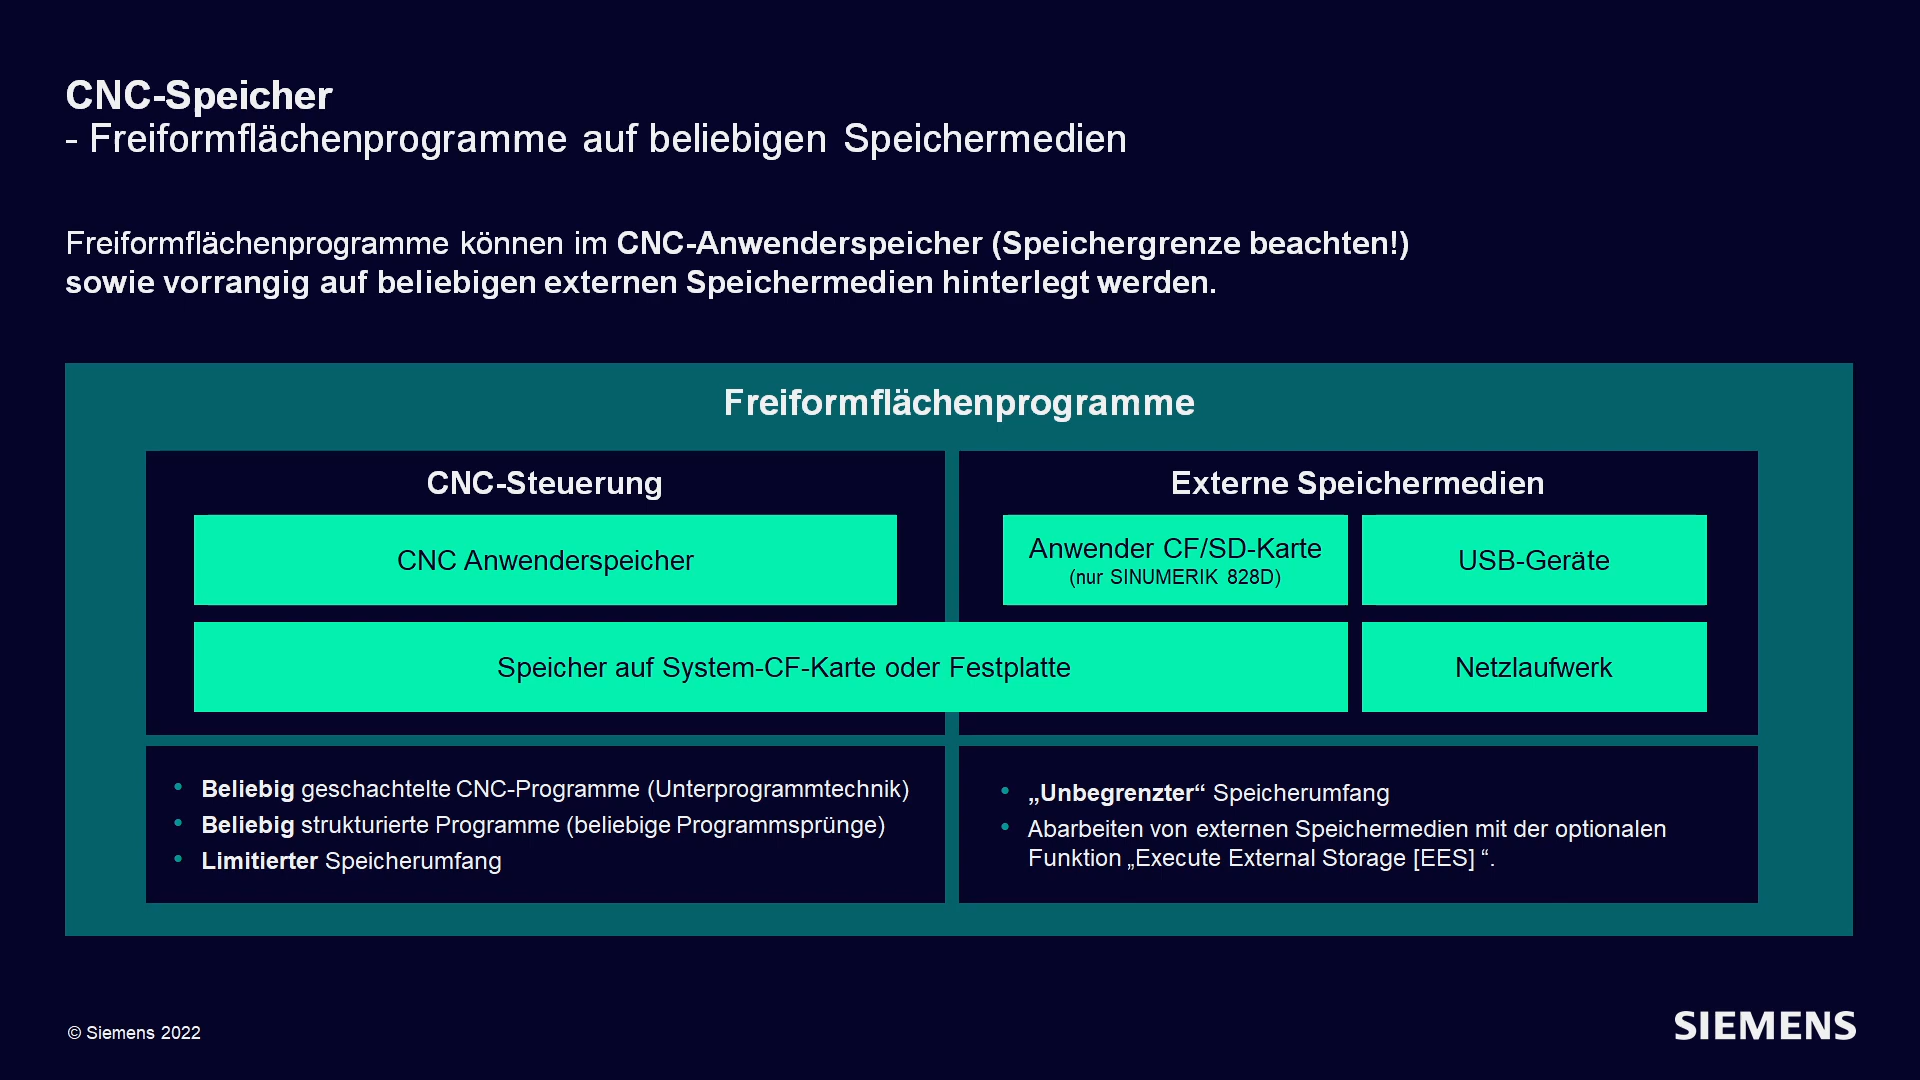 CNC-Speicher
- Freiformflächenprogramme auf beliebigen Speichermedien
Freiformflächenprogramme können im CNC-Anwenderspeicher (Speichergrenze beachten!)
sowie vorrangig auf beliebigen externen Speichermedien hinterlegt werden.
Freiformflächenprogramme
CNC-Steuerung
CNC Anwenderspeicher
Externe Speichermedien
Anwender CF/SD-Karte
(nur SINUMERIK 828D)
USB-Geräte
Speicher auf System-CF-Karte oder Festplatte
Netzlaufwerk
• Beliebig geschachtelte CNC-Programme (Unterprogrammtechnik)
• Beliebig strukturierte Programme (beliebige Programmsprünge)
• Limitierter Speicherumfang
• „Unbegrenzter“ Speicherumfang
• Abarbeiten von externen Speichermedien mit der optionalen
Funktion „Execute External Storage [EES] “.
© Siemens 2022
SIEMENS